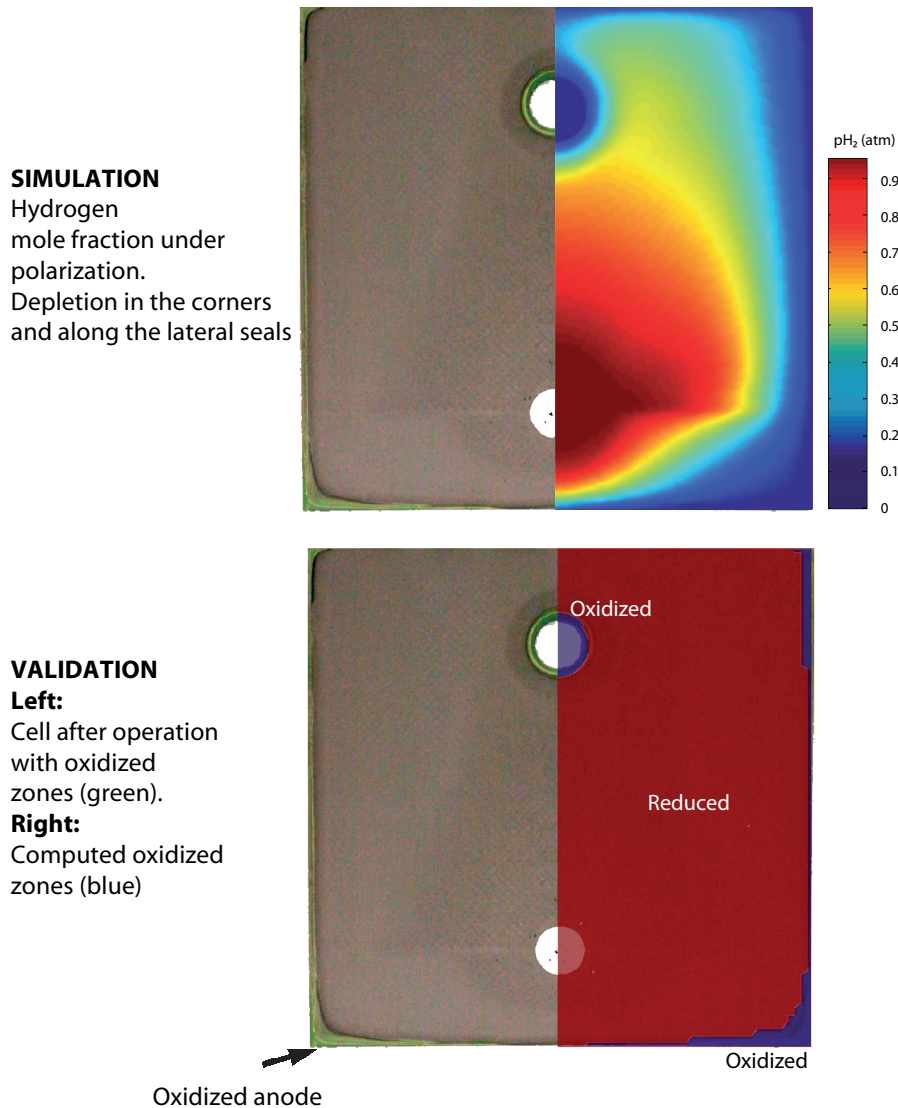 SIMULATION
Hydrogen
mole fraction under
polarization.
Depletion in the corners
and along the lateral seals
pH₂ (atm)
0.9
0.8
0.7
0.6
0.5
0.4
0.3
0.2
0.1
0
VALIDATION
Left:
Cell after operation
with oxidized
zones (green).
Right:
Computed oxidized
zones (blue)
Oxidized
Reduced
Oxidized
Oxidized anode